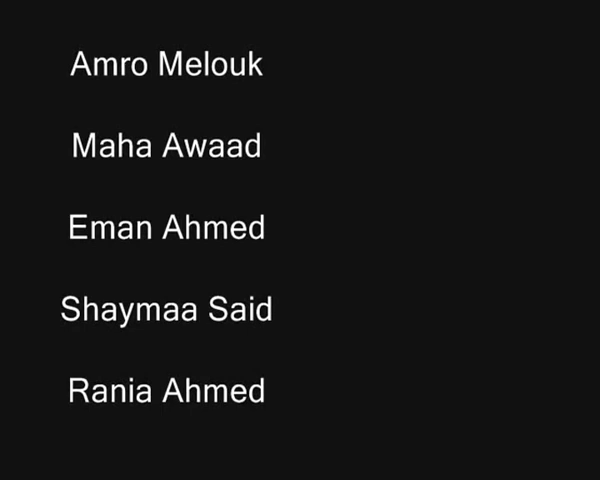 Amro Melouk
Maha Awaad
Eman Ahmed
Shaymaa Said
Rania Ahmed